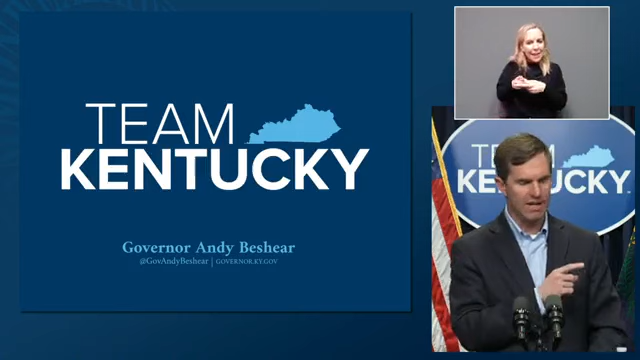 TEAM
KENTUCKY
Governor Andy Beshear
@GovAndyBeshear | GOVERNOR.KY.GOV
TEAM
KENTUCKY